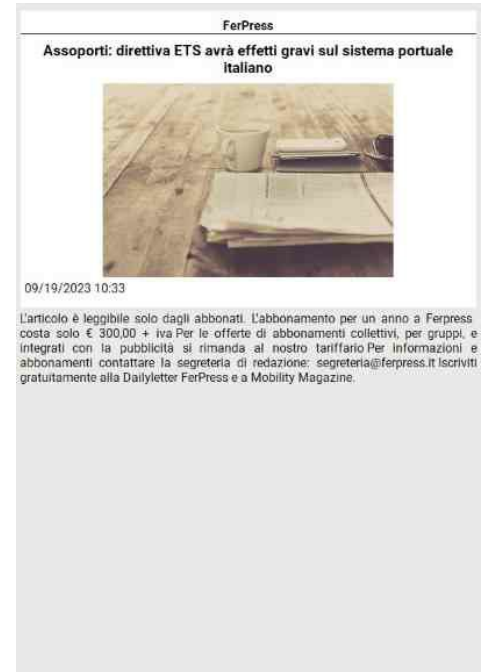 FerPress
Assoporti: direttiva ETS avrà effetti gravi sul sistema portuale
italiano
09/19/2023 10:33
L'articolo è leggibile solo dagli abbonati. L'abbonamento per un anno a Ferpress
costa solo € 300,00 + iva Per le offerte di abbonamenti collettivi, per gruppi, e
integrati con la pubblicità si rimanda al nostro tariffario Per informazioni e
abbonamenti contattare la segreteria di redazione: segreteria@ferpress.it Iscriviti
gratuitamente alla Dailyletter FerPress e a Mobility Magazine.